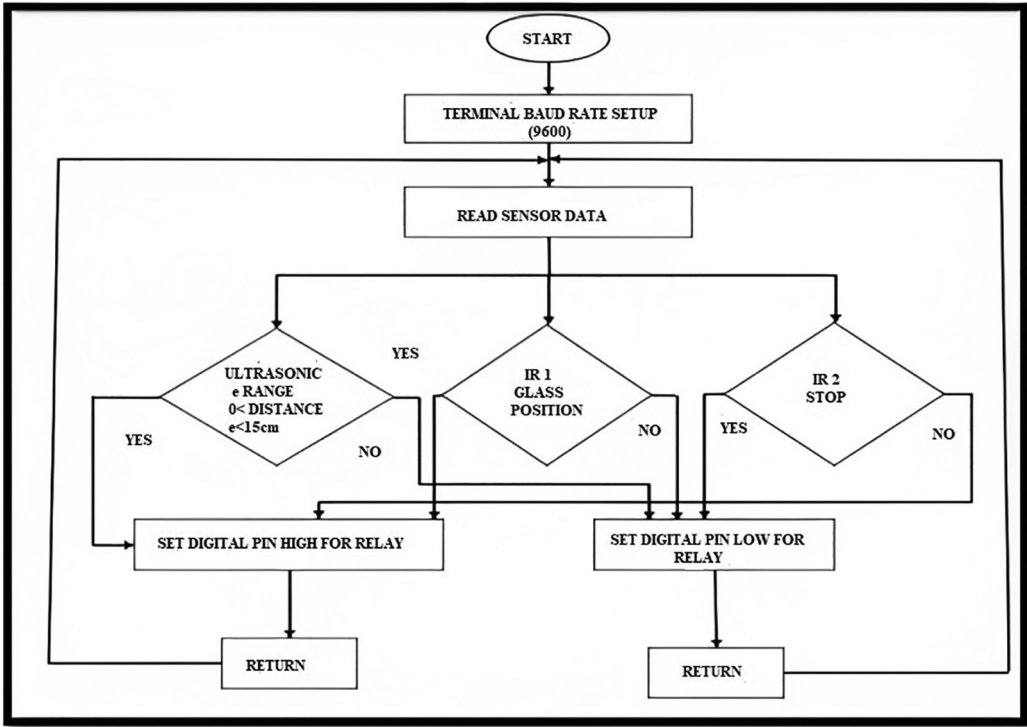 START
TERMINAL BAUD RATE SETUP
(9600)
READ SENSOR DATA
ULTRASONIC
e RANGE
0< DISTANCE
e<15cm
YES
NO
YES
IR 1
GLASS
POSITION
NO
IR 2
STOP
YES
NO
SET DIGITAL PIN HIGH FOR RELAY
SET DIGITAL PIN LOW FOR
RELAY
RETURN
RETURN